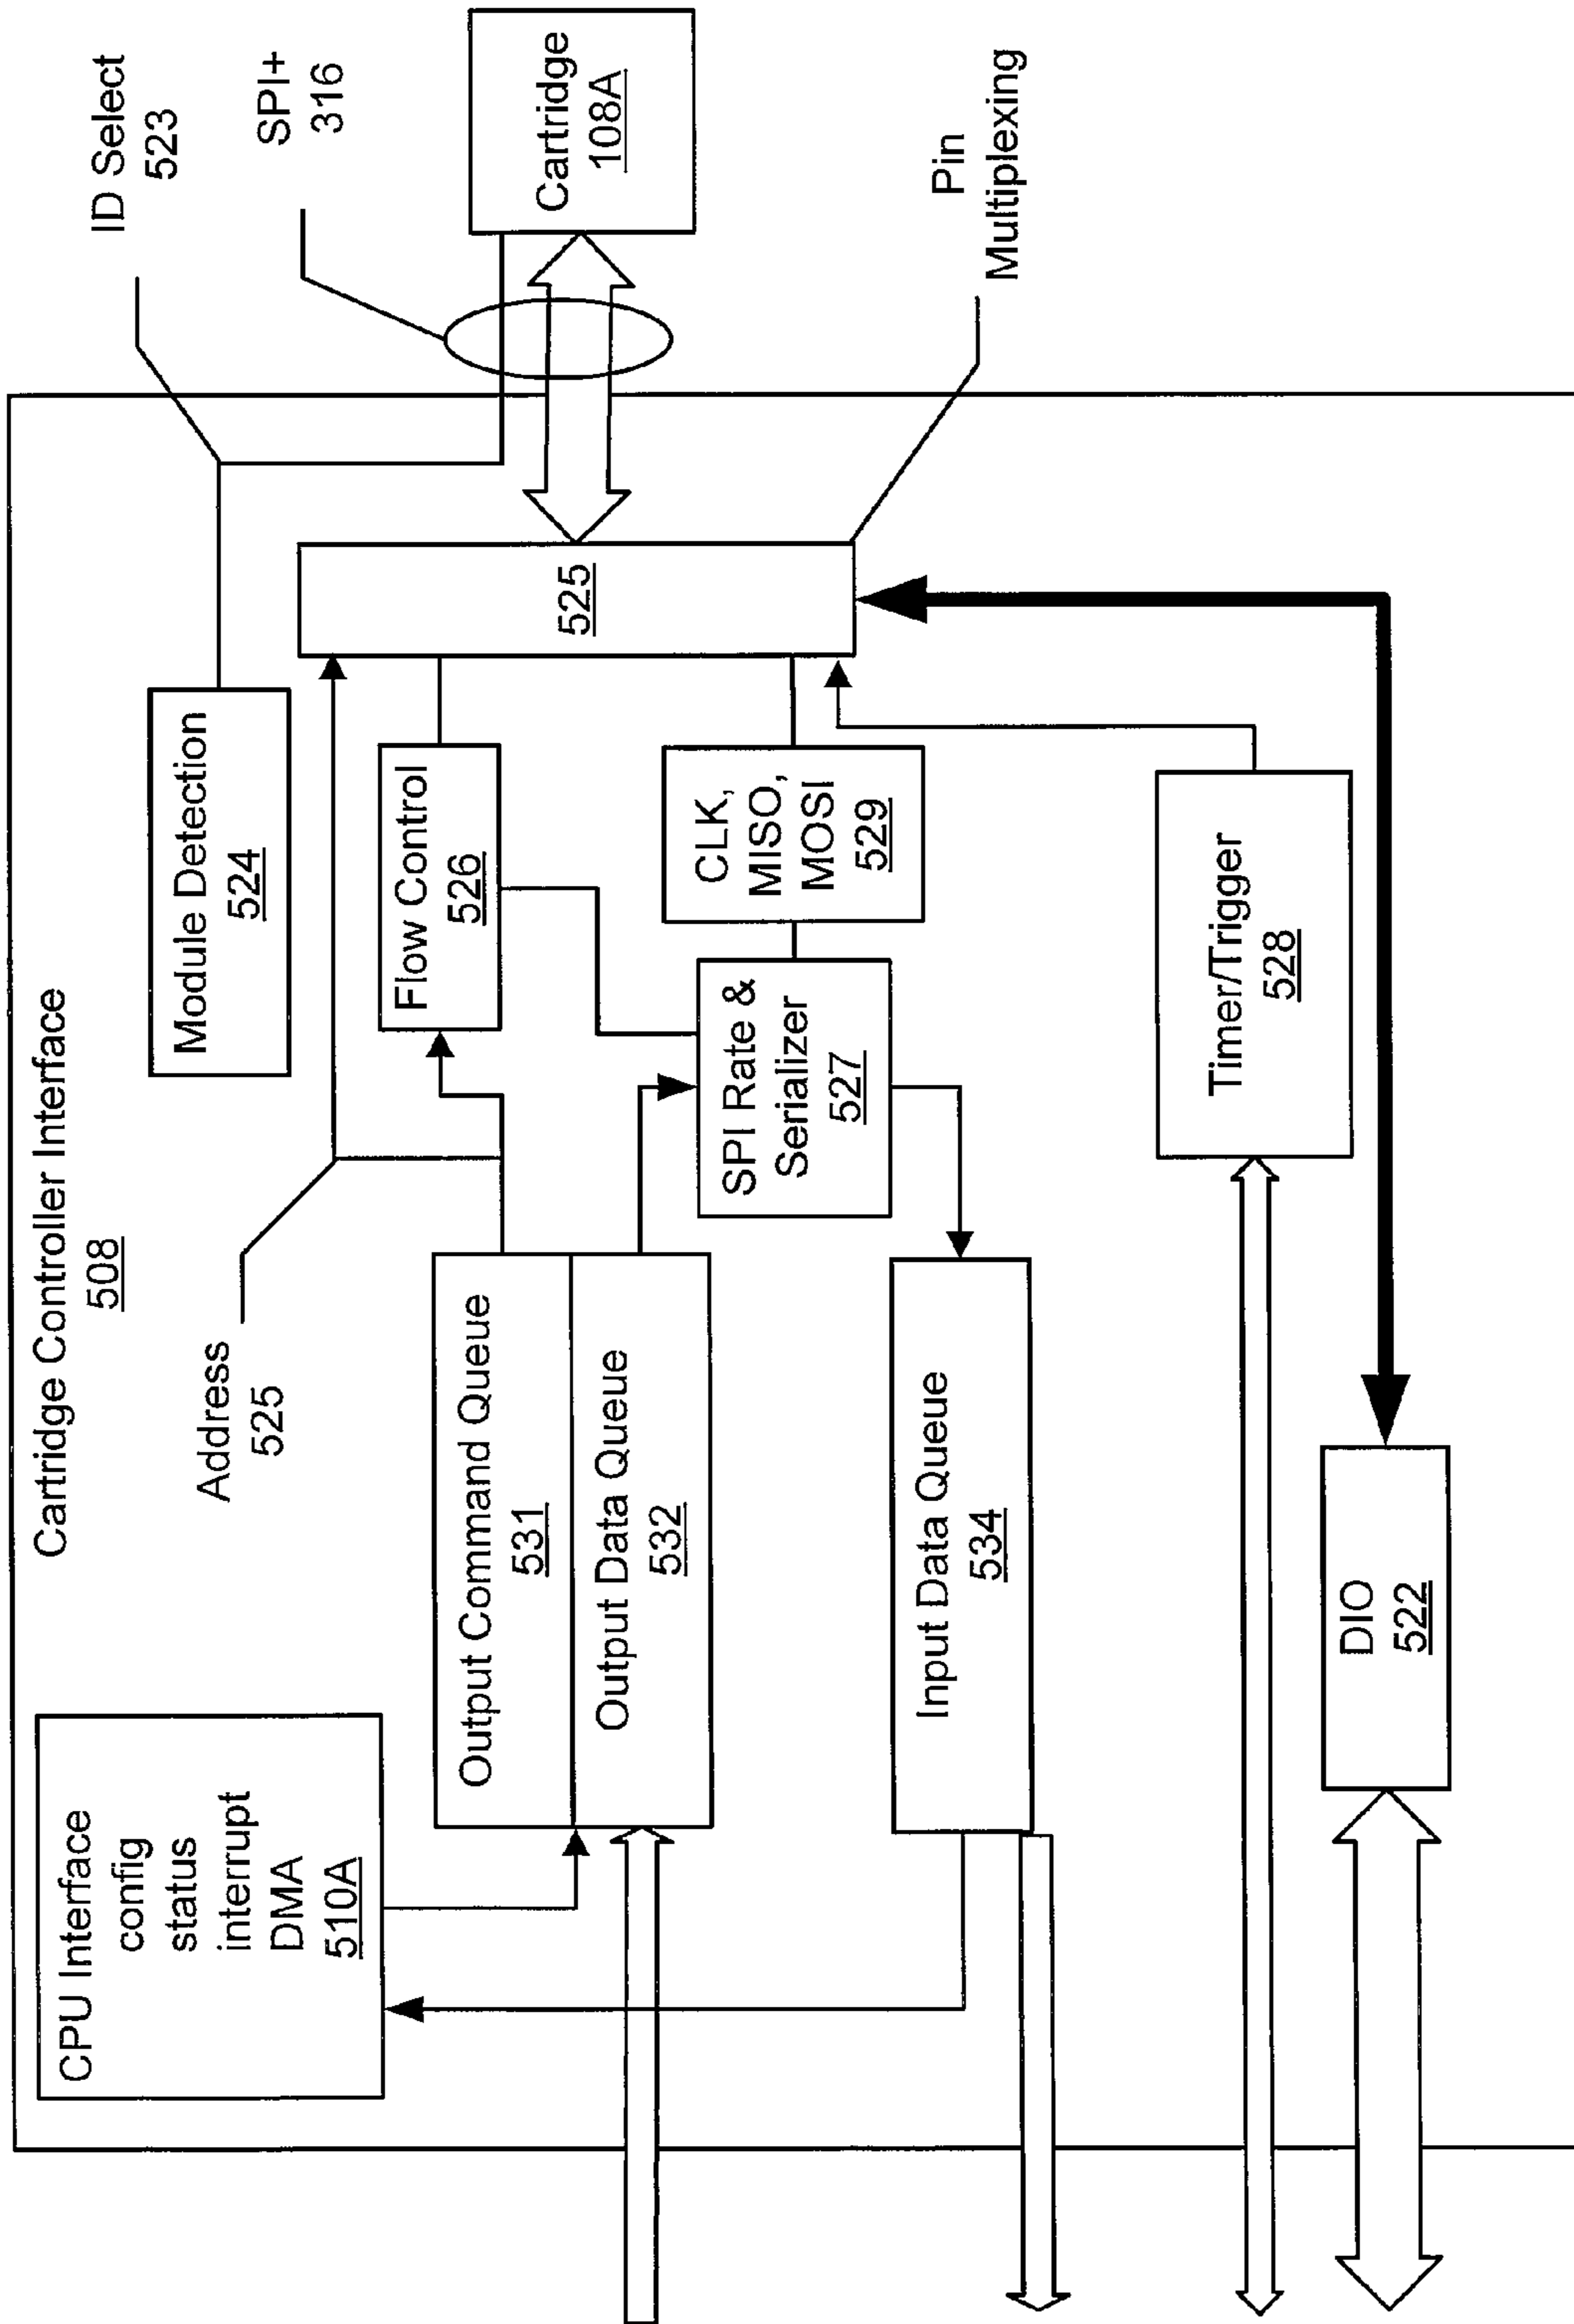 Cartridge Controller Interface
508
CPU Interface
config
status
interrupt
DMA
510A
Address
525
Module Detection
524
ID Select
523
SPI+
316
Output Command Queue
531
Output Data Queue
532
Flow Control
526
525
Cartridge
108A
SPI Rate &
Serializer
527
CLK,
MISO,
MOSI
529
Input Data Queue
534
Pin
Multiplexing
Timer/Trigger
528
DIO
522